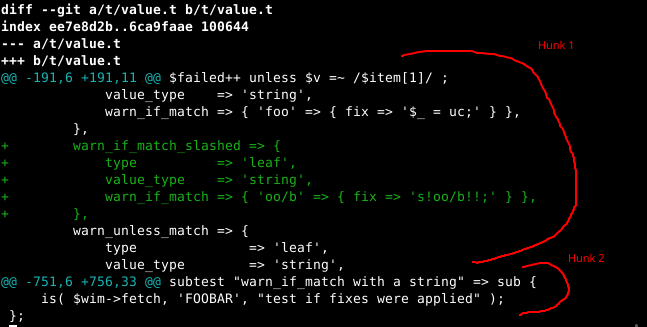 diff --git a/t/value.t b/t/value.t
index ee7e8d2b..6ca9faae 100644
--- a/t/value.t
+++ b/t/value.t
Hunk 1
@@ -191,6 +191,11 @@ $failed++ unless $v =~ /$item[1]/ ;
            value_type    => 'string',
            warn_if_match => { 'foo' => { fix => '$_ = uc;' } },
        },
+        warn_if_match_slashed => {
+            type          => 'leaf',
+            value_type    => 'string',
+            warn_if_match => { 'oo/b' => { fix => 's!oo/b!!;' } },
+        },
        warn_unless_match => {
            type              => 'leaf',
            value_type        => 'string',
Hunk 2
@@ -751,6 +756,33 @@ subtest "warn_if_match with a string" => sub {
     is( $wim->fetch, 'FOOBAR', "test if fixes were applied" );
 };